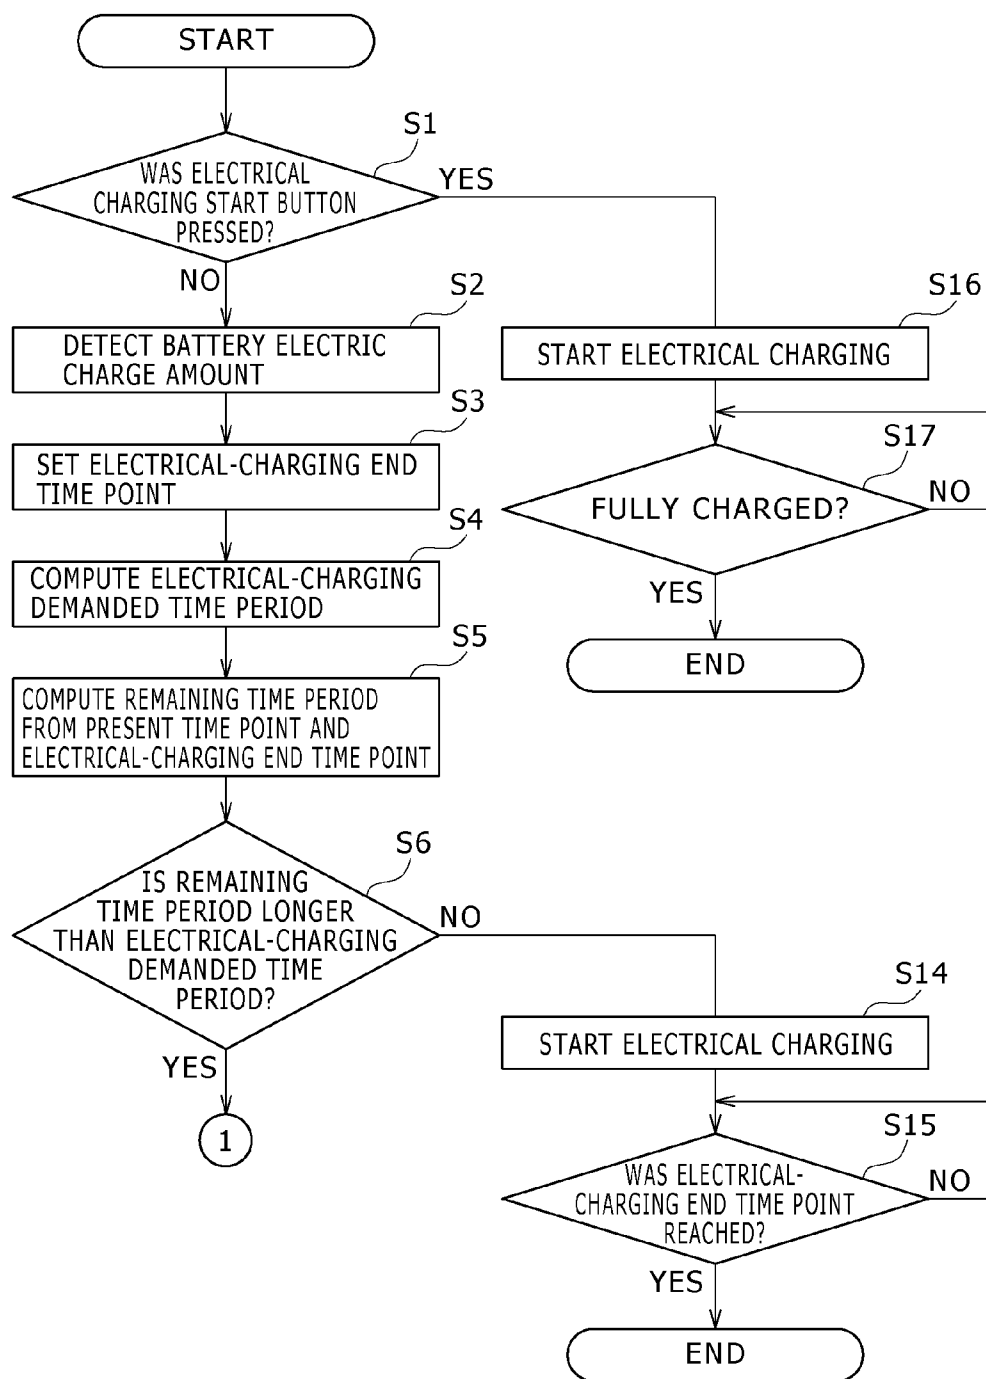 START
S1
WAS ELECTRICAL
CHARGING START BUTTON
PRESSED?
YES
NO
S2
DETECT BATTERY ELECTRIC
CHARGE AMOUNT
S3
SET ELECTRICAL-CHARGING END
TIME POINT
S4
COMPUTE ELECTRICAL-CHARGING
DEMANDED TIME PERIOD
S5
COMPUTE REMAINING TIME PERIOD
FROM PRESENT TIME POINT AND
ELECTRICAL-CHARGING END TIME POINT
S6
IS REMAINING
TIME PERIOD LONGER
THAN ELECTRICAL-CHARGING
DEMANDED TIME
PERIOD?
NO
YES
1
S16
START ELECTRICAL CHARGING
S17
FULLY CHARGED?
NO
YES
END
S14
START ELECTRICAL CHARGING
S15
WAS ELECTRICAL-
CHARGING END TIME POINT
REACHED?
NO
YES
END